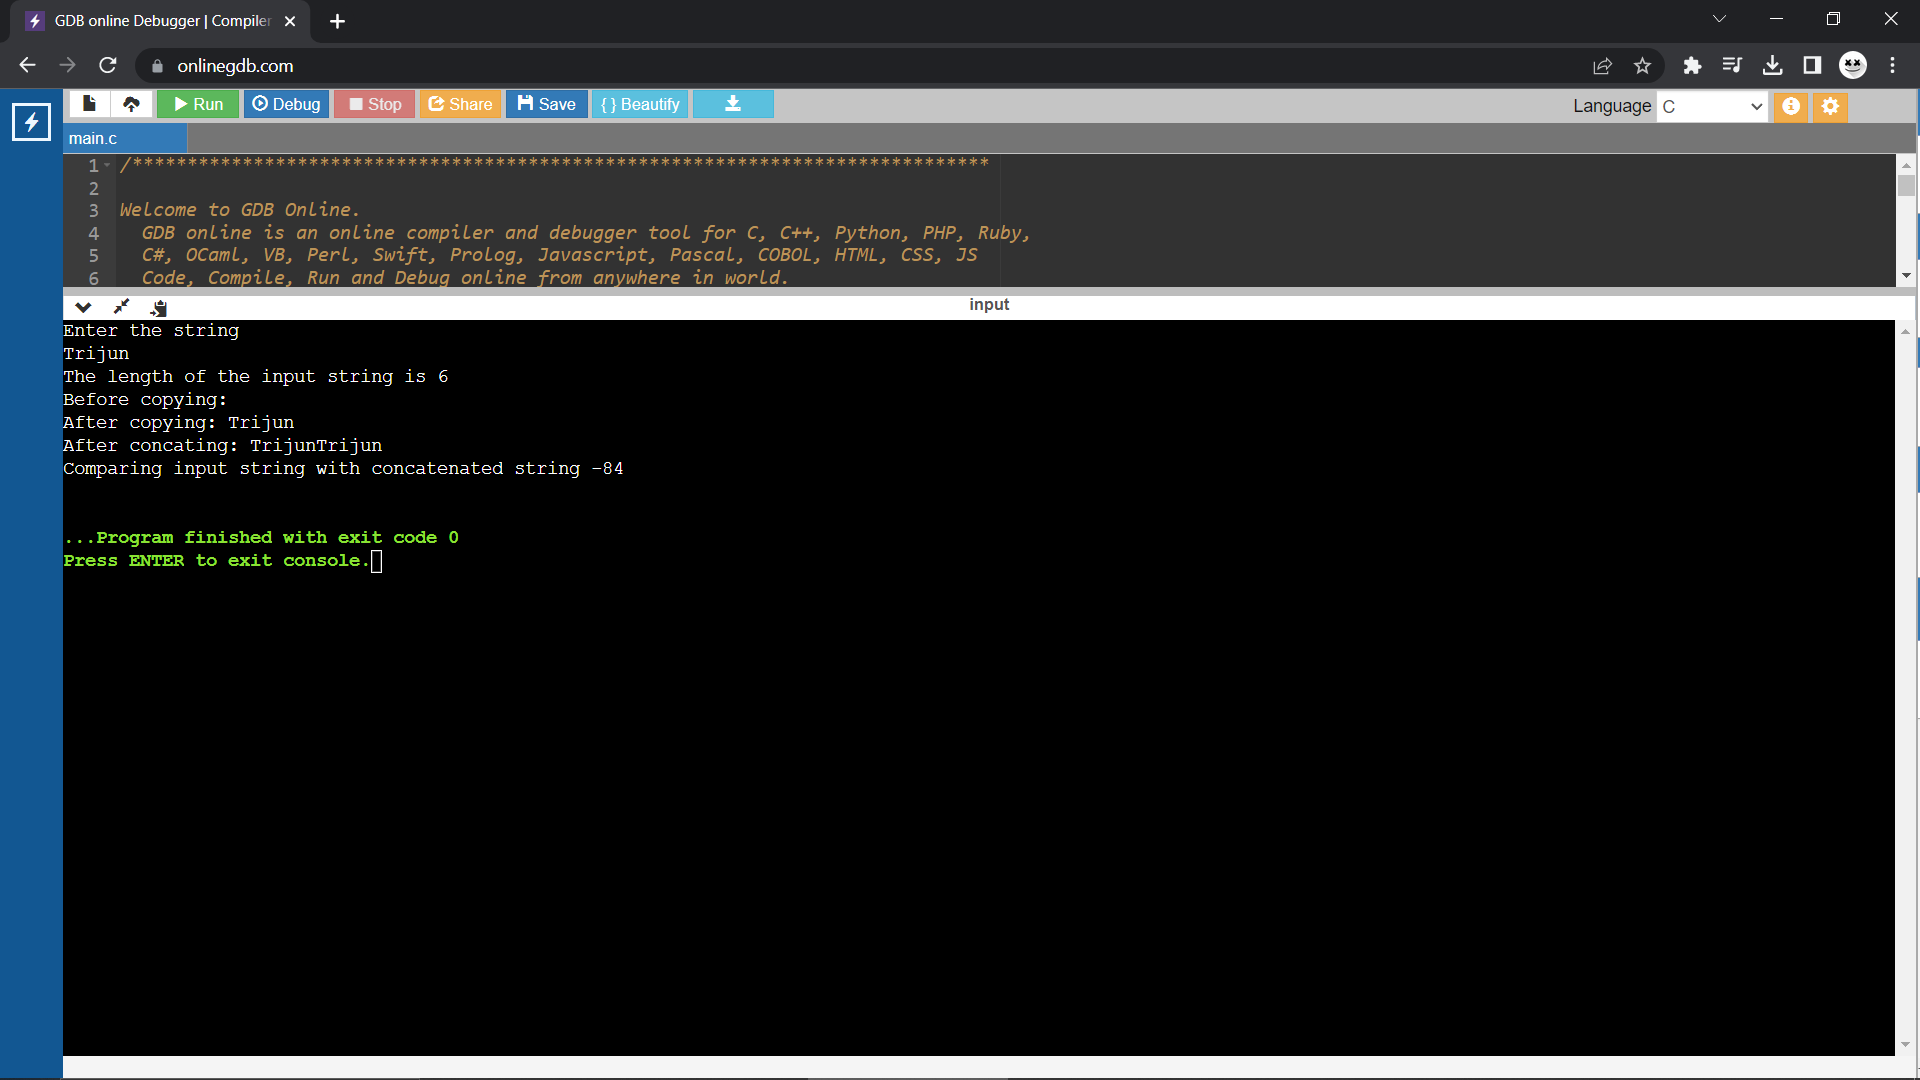 GDB online Debugger | Compiler
onlinegdb.com
Run Debug Stop Share Save { } Beautify Language C
main.c
1 /******************************************************************************
2
3 Welcome to GDB Online.
4 GDB online is an online compiler and debugger tool for C, C++, Python, PHP, Ruby,
5 C#, OCaml, VB, Perl, Swift, Prolog, Javascript, Pascal, COBOL, HTML, CSS, JS
6 Code, Compile, Run and Debug online from anywhere in world.
input
Enter the string
Trijun
The length of the input string is 6
Before copying:
After copying: Trijun
After concating: TrijunTrijun
Comparing input string with concatenated string -84
...Program finished with exit code 0
Press ENTER to exit console.